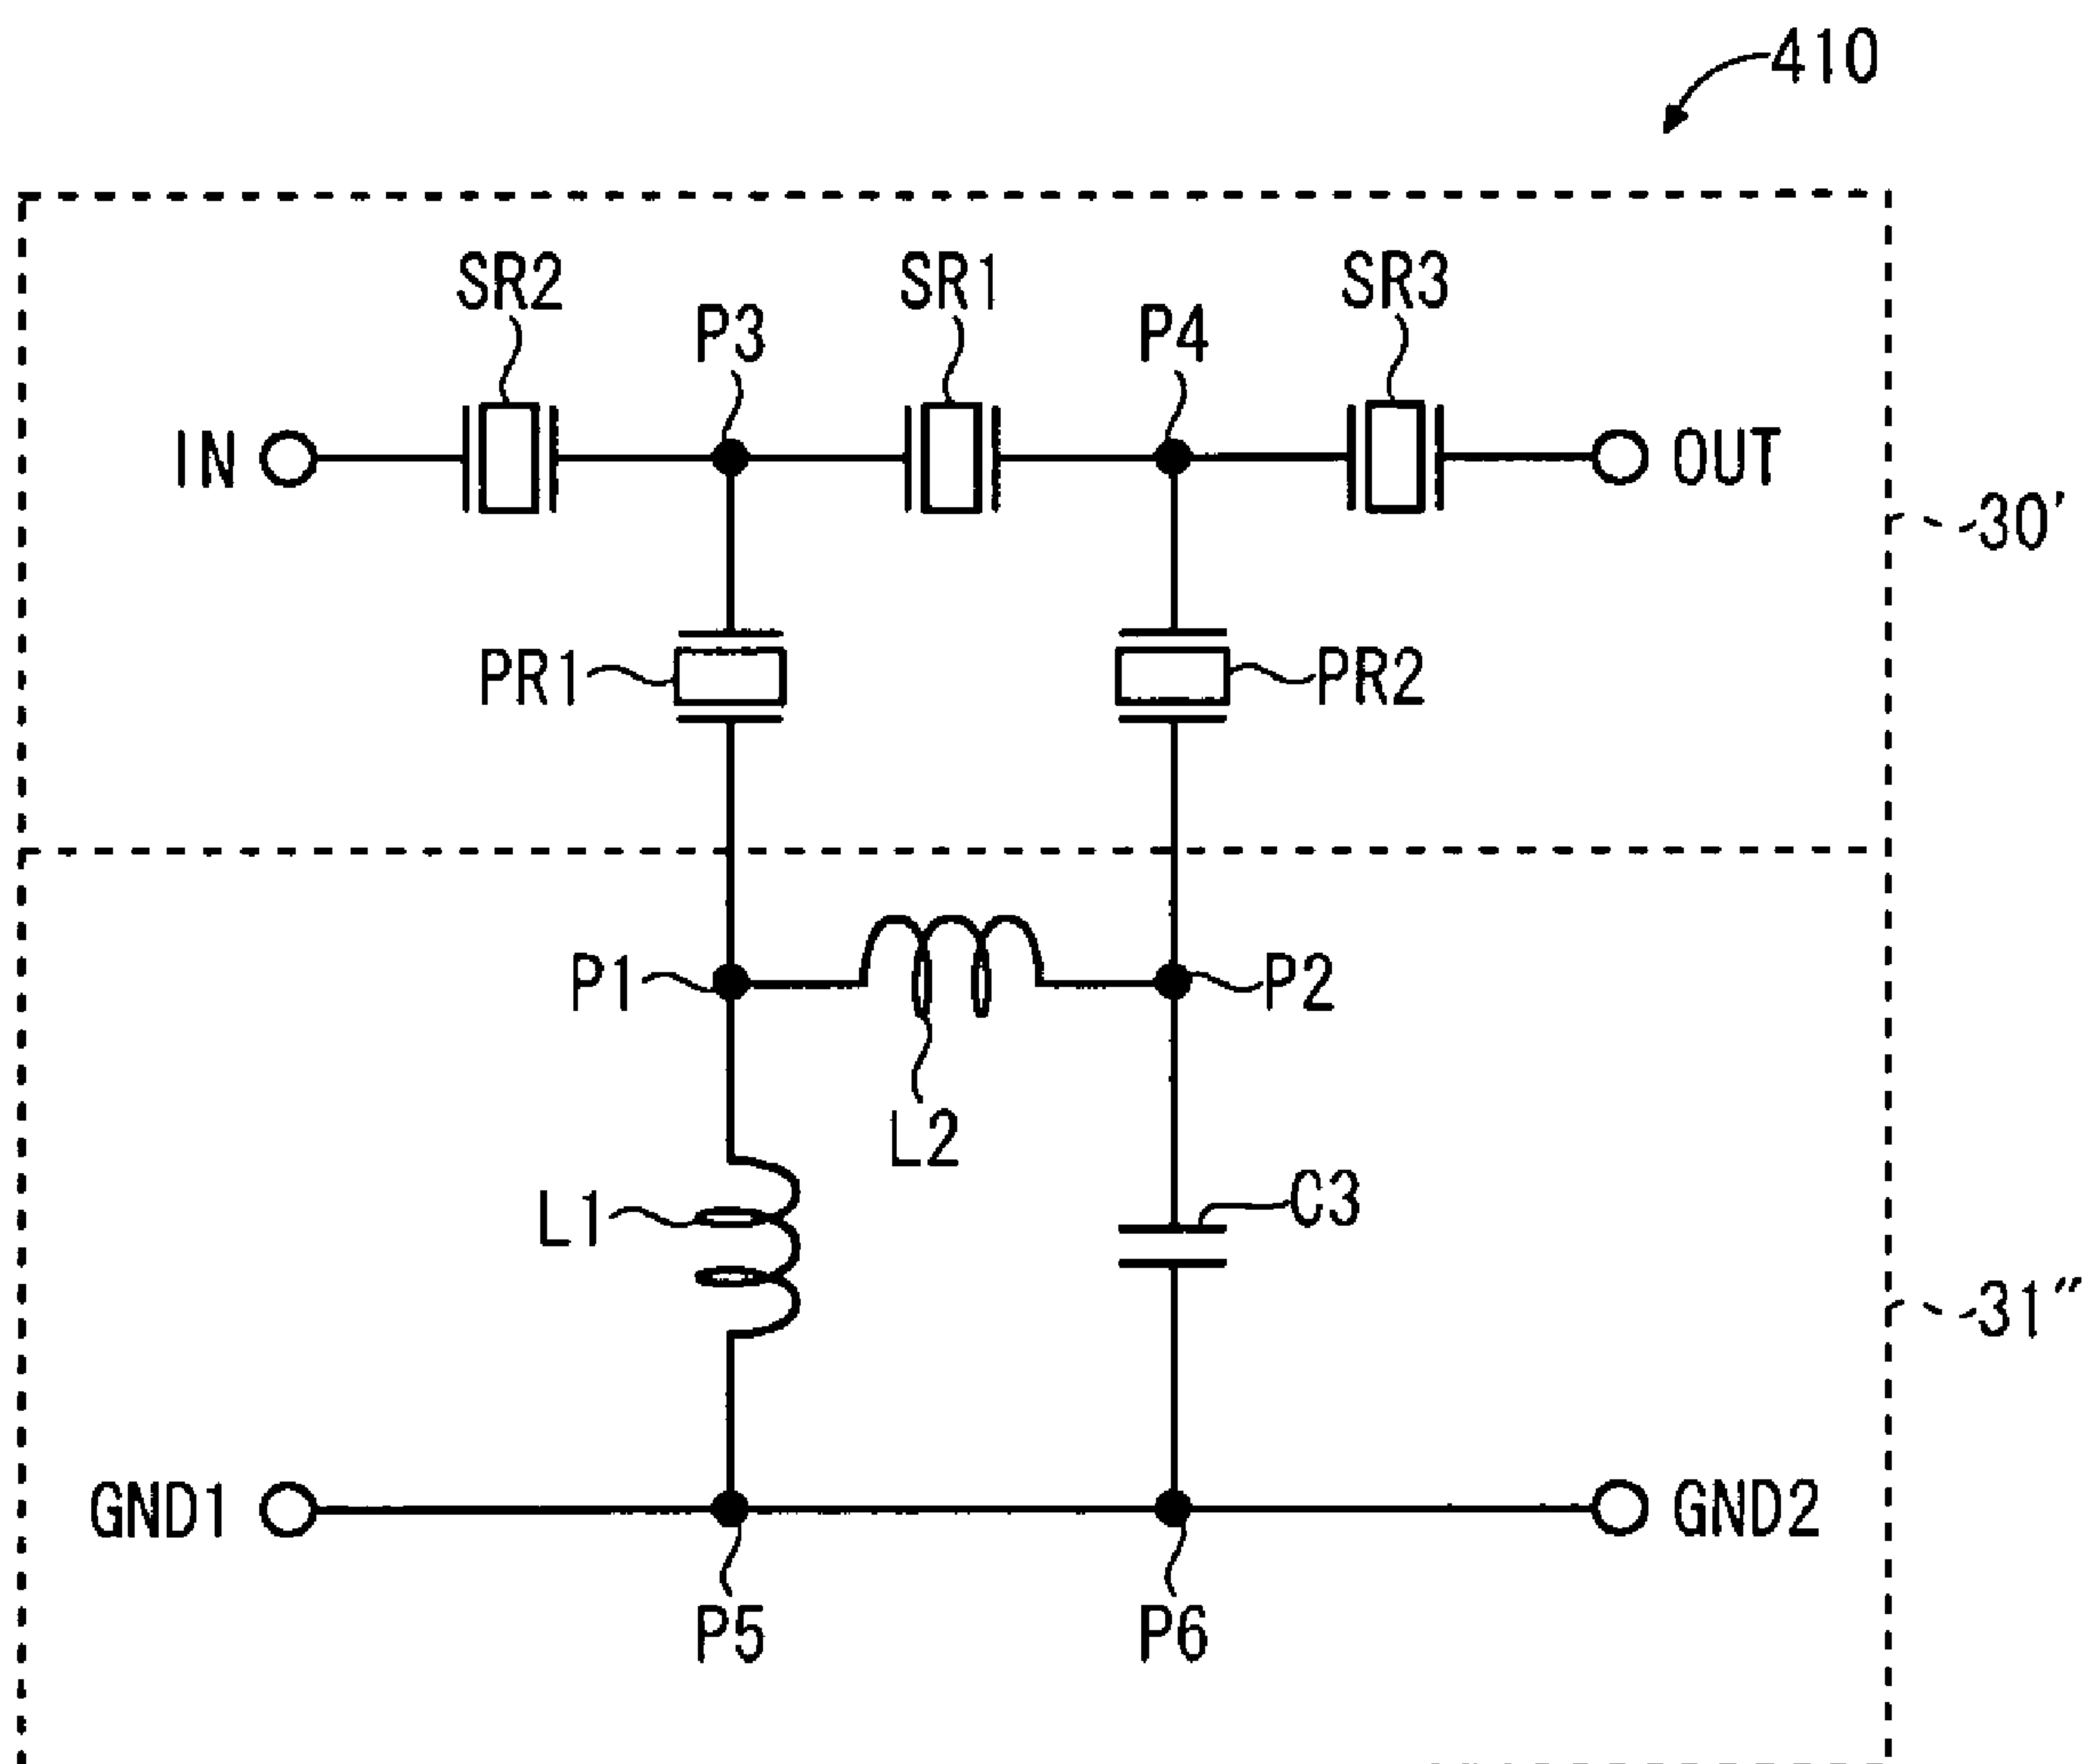 410
SR2
SR1
SR3
P3
P4
IN
OUT
30'
PR1
PR2
P1
P2
L2
L1
C3
31"
GND1
GND2
P5
P6